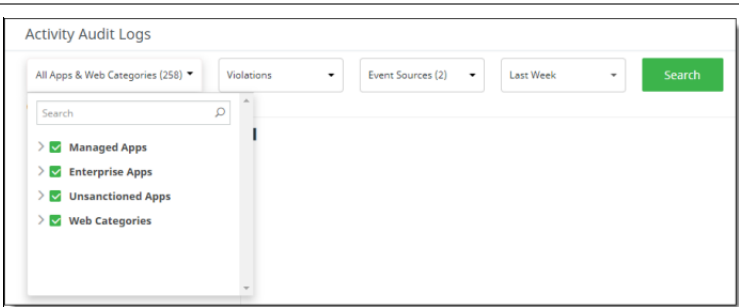 Activity Audit Logs
All Apps & Web Categories (258) Violations Event Sources (2) Last Week Search
Search
Managed Apps
Enterprise Apps
Unsanctioned Apps
Web Categories